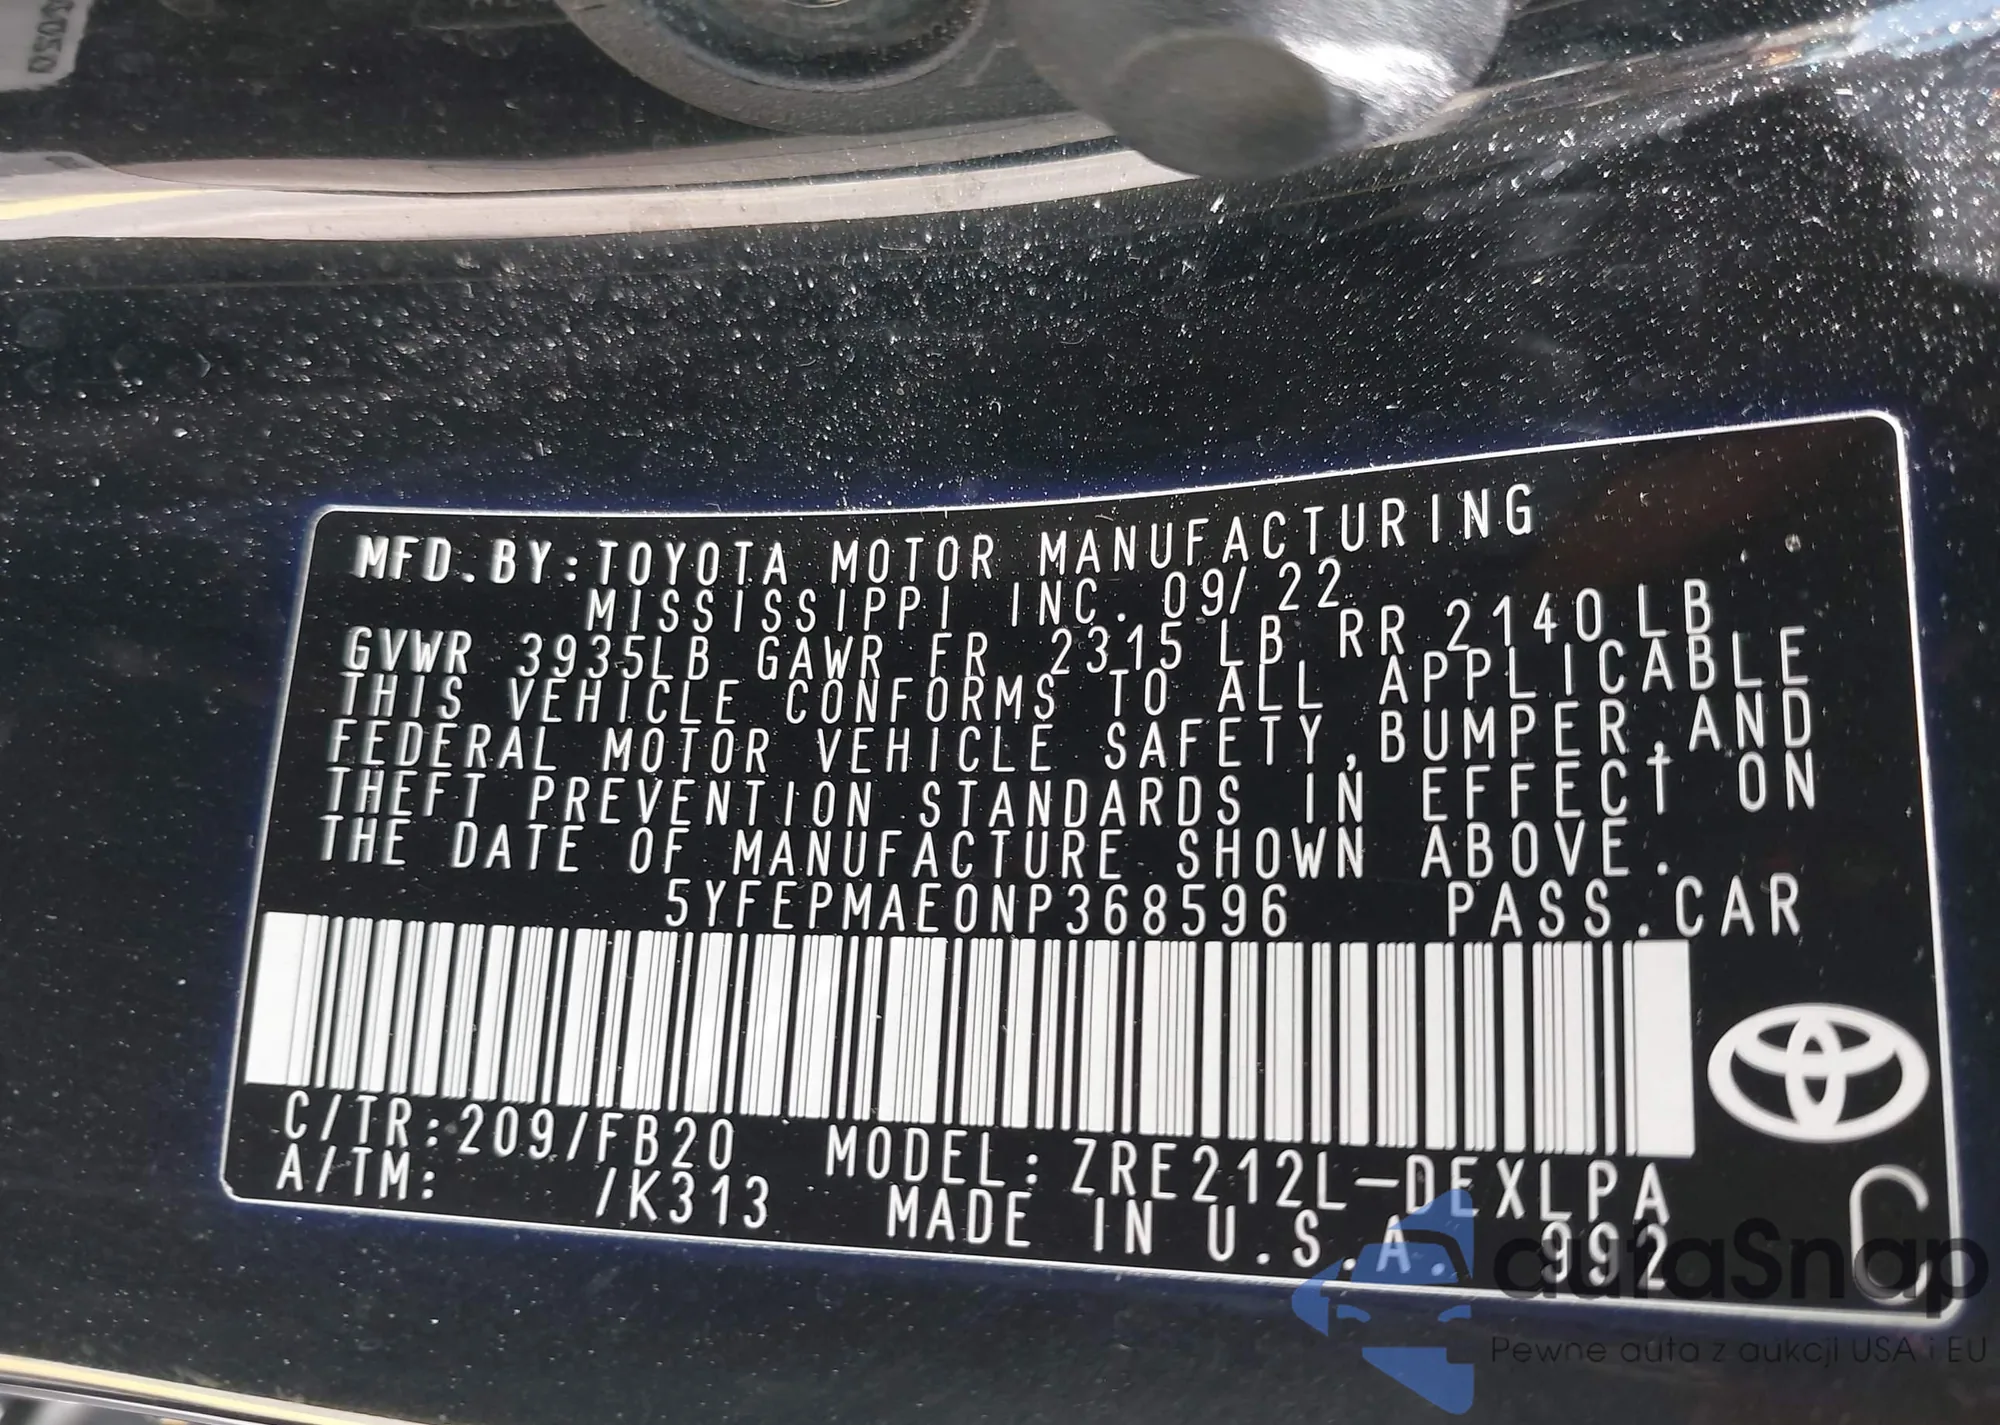 MFD. BY: TOYOTA MOTOR MANUFACTURING
MISSISSIPPI INC. 09/22
GVWR 3935LB GAWR FR 2315 LB RR 2140 LB
THIS VEHICLE CONFORMS TO ALL APPLICABLE
FEDERAL MOTOR VEHICLE SAFETY, BUMPER, AND
THEFT PREVENTION STANDARDS IN EFFECT ON
THE DATE OF MANUFACTURE SHOWN ABOVE.
5YFEPMAE0NP368596 PASS. CAR
C/TR: 209/FB20 MODEL: ZRE212L-DEXLPA
A/TM: /K313 MADE IN U.S.A. 992
C
autaSnap
Pewne auta z aukcji USA i EU